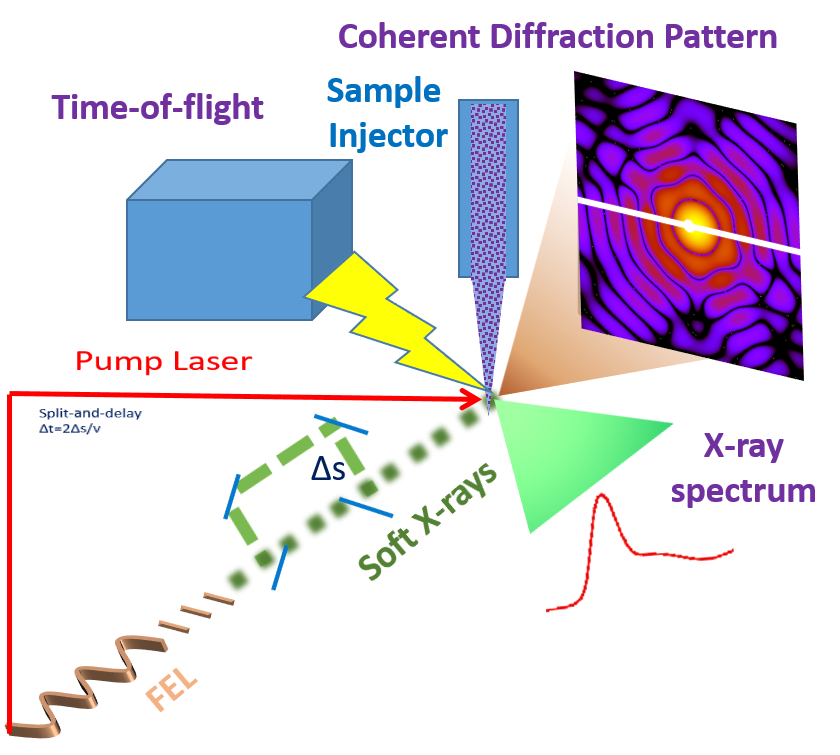 Coherent Diffraction Pattern
Time-of-flight
Sample
Injector
Pump Laser
Split-and-delay
Δt=2Δs/v
Δs
Soft X-rays
X-ray
spectrum
FEL